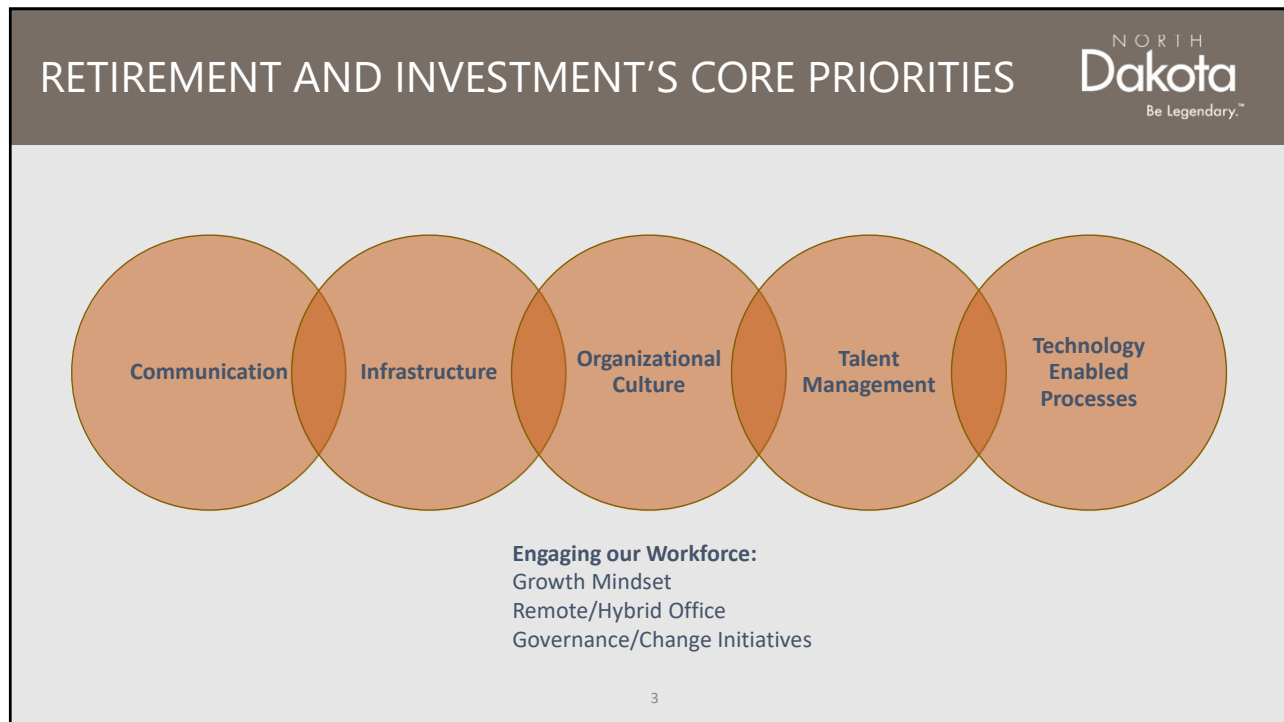 RETIREMENT AND INVESTMENT’S CORE PRIORITIES
NORTH
Dakota
Be Legendary.™
Communication
Infrastructure
Organizational
Culture
Talent
Management
Technology
Enabled
Processes
Engaging our Workforce:
Growth Mindset
Remote/Hybrid Office
Governance/Change Initiatives
3